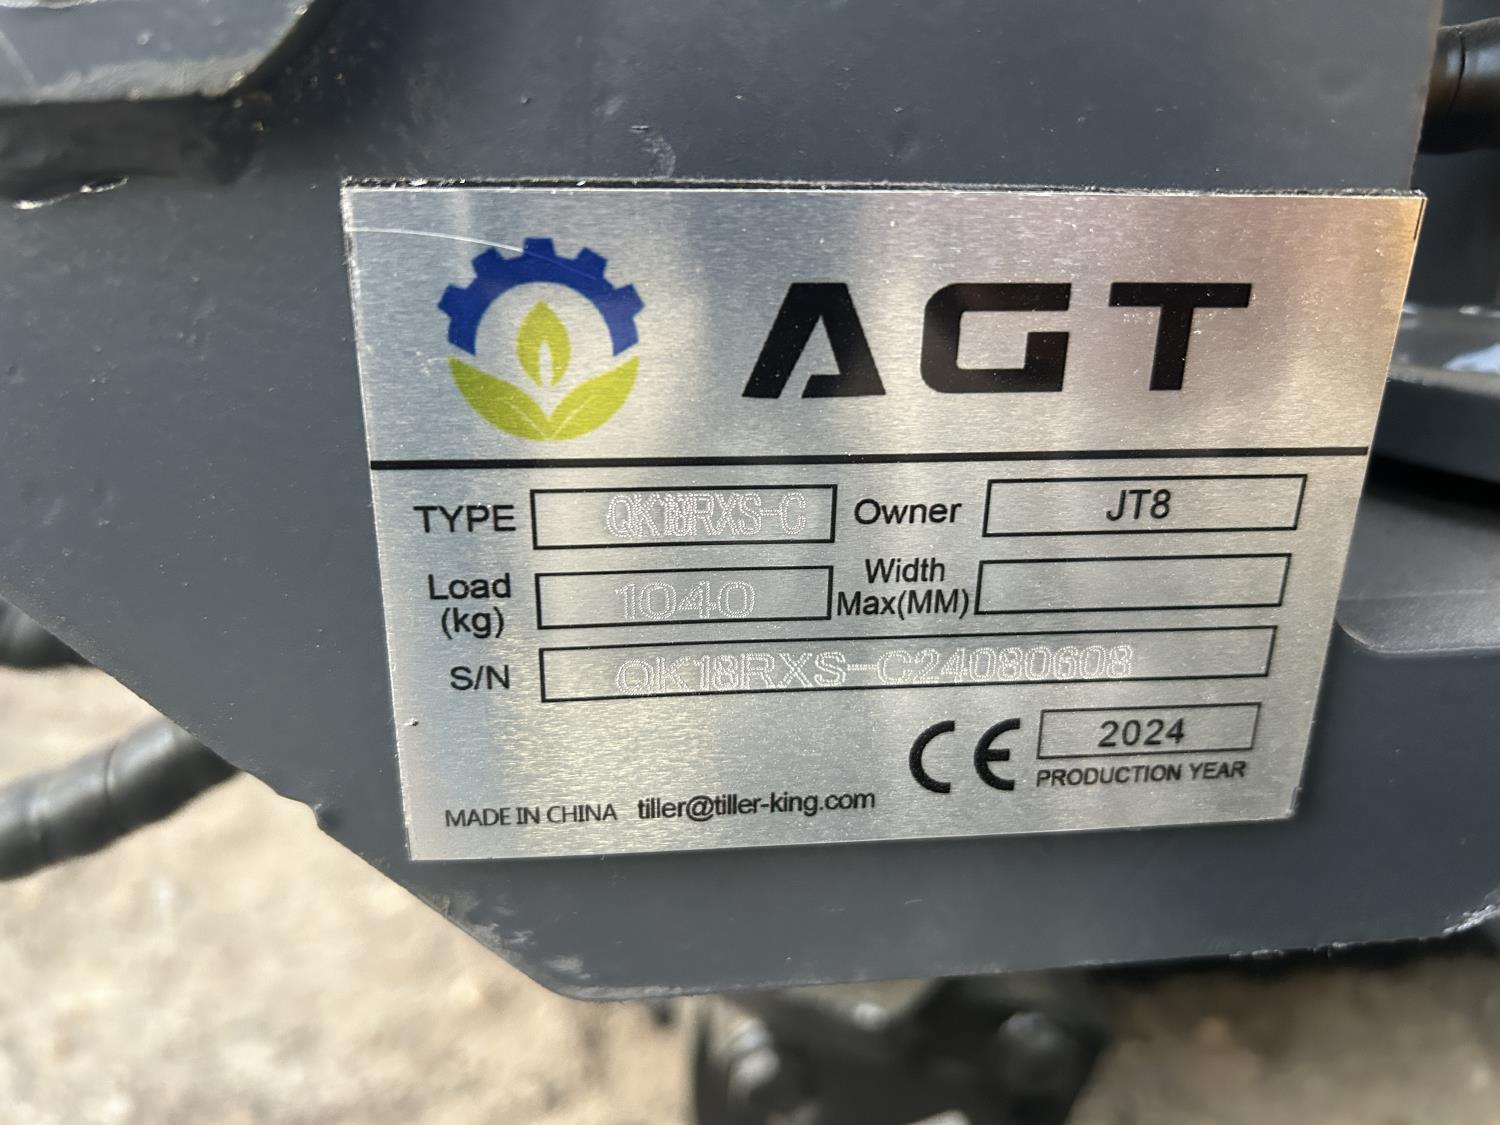 AGT
TYPE QK18RXS-C Owner JT8
Load (kg) 1040 Width Max(MM)
S/N QK18RXS-C24080608
CE 2024
PRODUCTION YEAR
MADE IN CHINA tiller@tiller-king.com